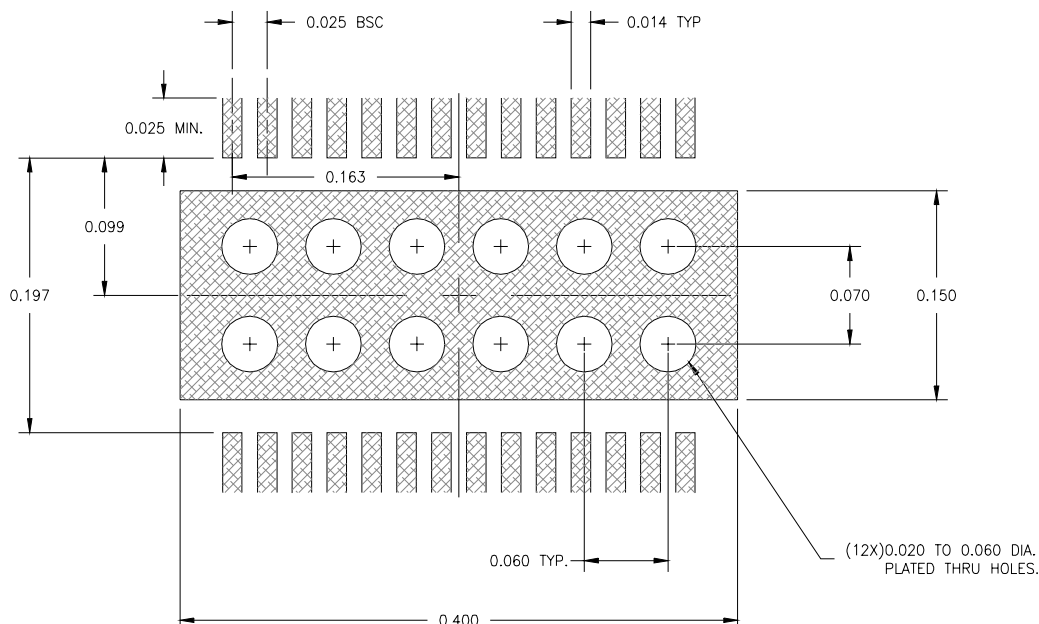 0.025 BSC
0.014 TYP
0.025 MIN.
0.163
0.099
0.197
0.070
0.150
0.060 TYP.
(12X)0.020 TO 0.060 DIA.
PLATED THRU HOLES.
0.400